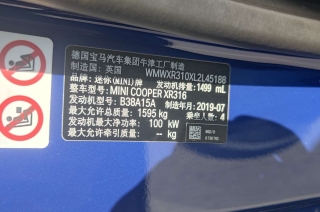 德国宝马汽车集团牛津工厂制造
制造国：英国 WMWXR310XL2L45188
品牌：迷你(MINI)牌 发动机排量：1499 mL
整车型号：MINI COOPER XR316
发动机型号：B38A15A 制造年月：2019-07
最大允许总质量：1595 kg 乘坐人数：4
发动机最大净功率：100 kW
最大允许牵引质量：-- kg